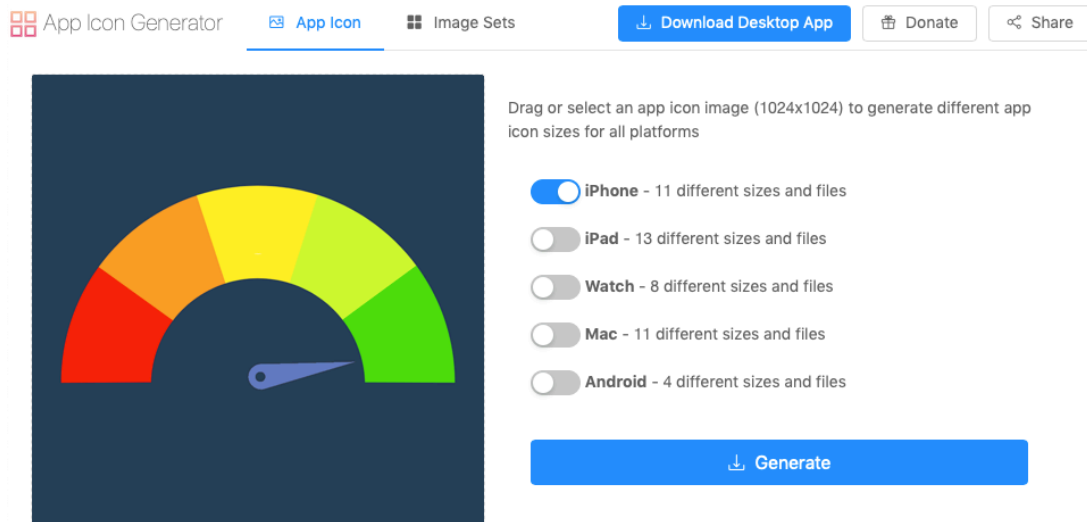 App Icon Generator
App Icon
Image Sets
Download Desktop App
Donate
Share
Drag or select an app icon image (1024x1024) to generate different app
icon sizes for all platforms
iPhone - 11 different sizes and files
iPad - 13 different sizes and files
Watch - 8 different sizes and files
Mac - 11 different sizes and files
Android - 4 different sizes and files
Generate